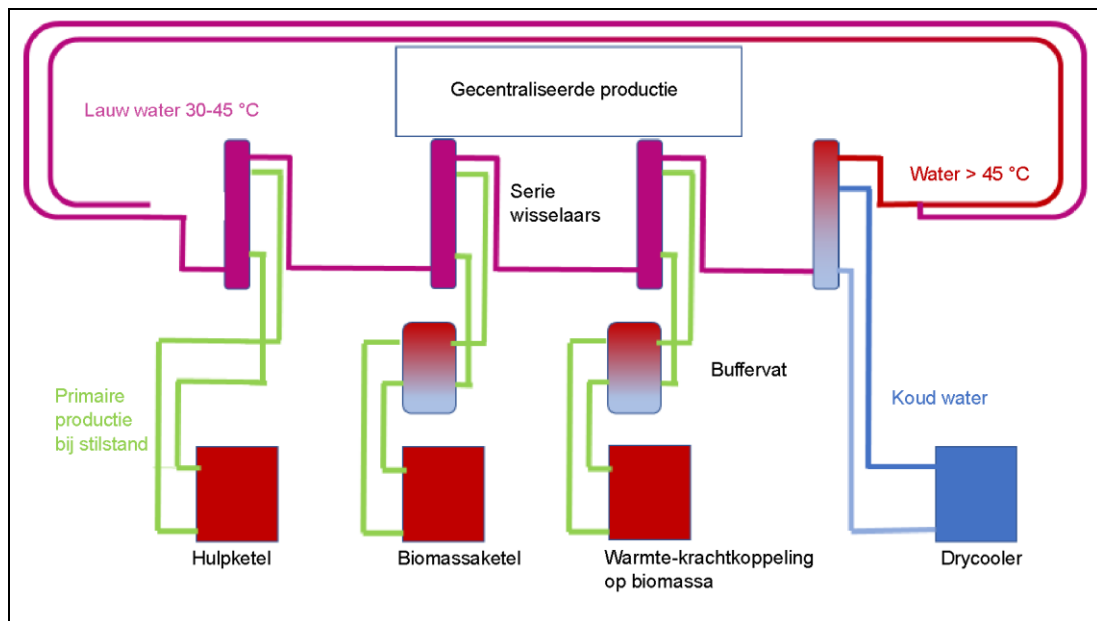 Gecentraliseerde productie
Lauw water 30-45 °C
Serie
wisselaars
Water > 45 °C
Buffervat
Koud water
Primaire
productie
bij stilstand
Hulpketel
Biomassaketel
Warmte-krachtkoppeling
op biomassa
Drycooler